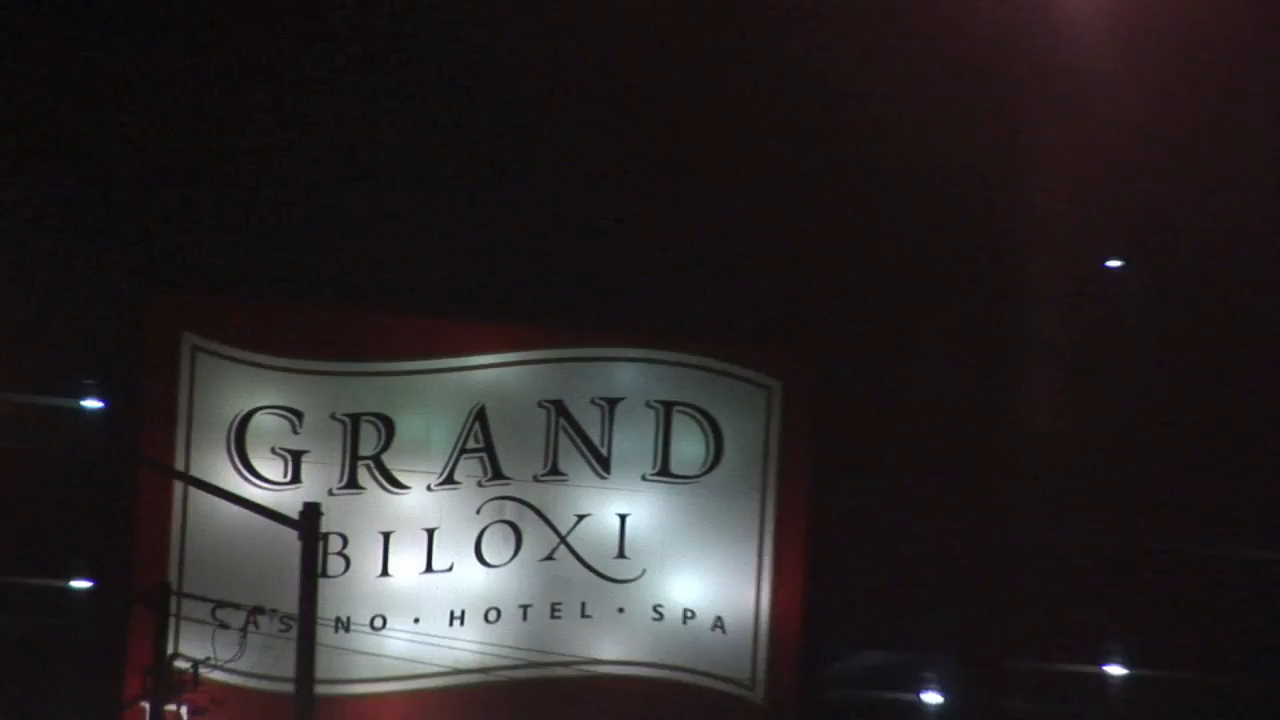 GRAND
BILOXI
CASINO • HOTEL • SPA